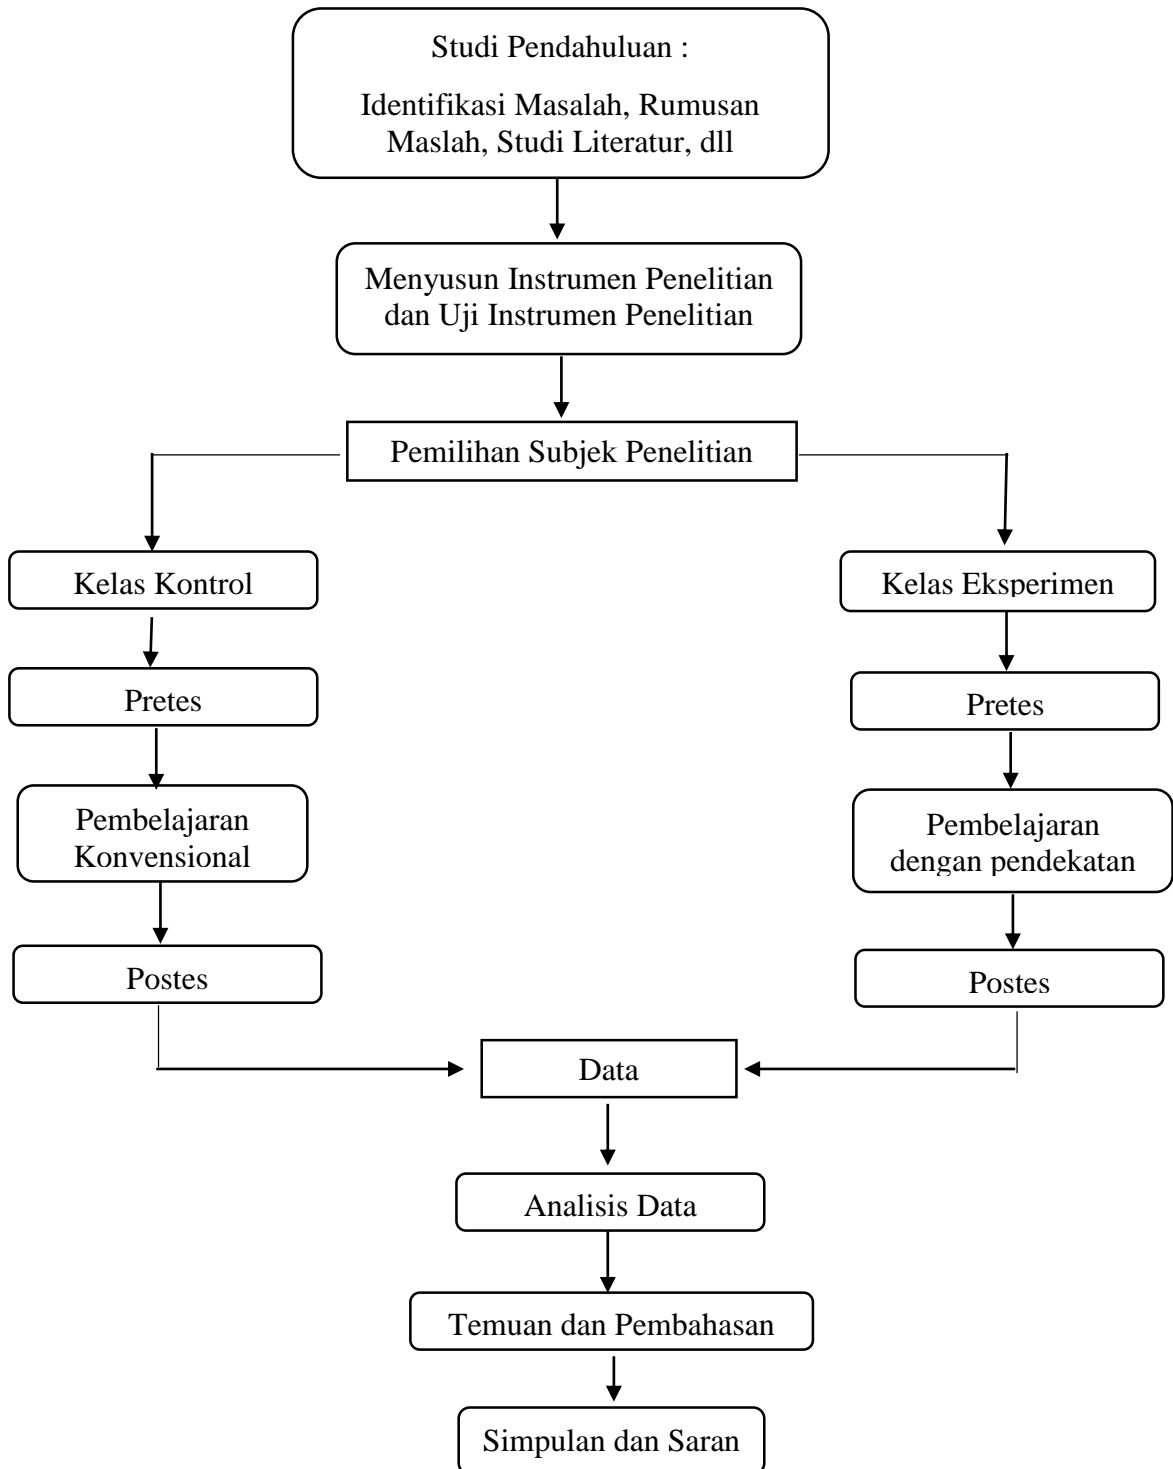 Studi Pendahuluan :
Identifikasi Masalah, Rumusan
Maslah, Studi Literatur, dll
Menyusun Instrumen Penelitian
dan Uji Instrumen Penelitian
Pemilihan Subjek Penelitian
Kelas Kontrol
Kelas Eksperimen
Pretes
Pretes
Pembelajaran
Konvensional
Pembelajaran
dengan pendekatan
Postes
Postes
Data
Analisis Data
Temuan dan Pembahasan
Simpulan dan Saran